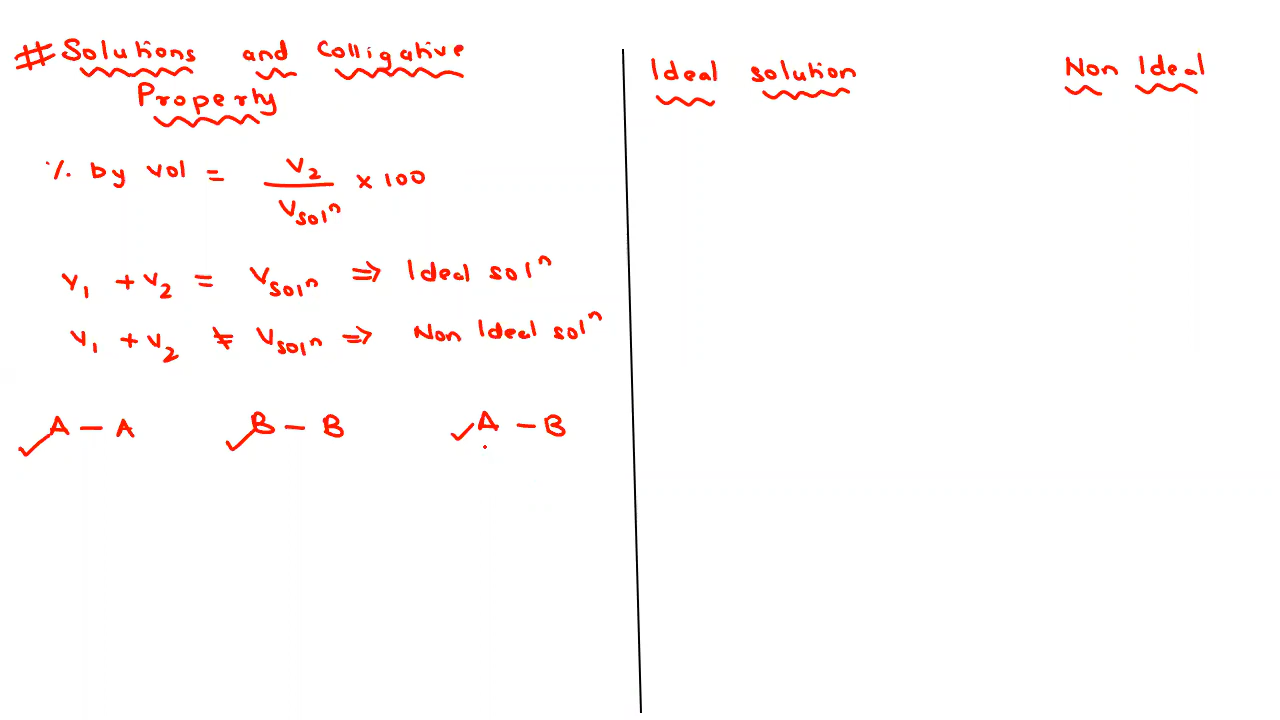 # Solutions and Colligative
Property
% by vol = V₂ / Vsolⁿ × 100
V₁ + V₂ = Vsolⁿ ⇒ Ideal solⁿ
V₁ + V₂ ≠ Vsolⁿ ⇒ Non Ideal solⁿ
✓A – A ✓B – B ✓A – B
Ideal solution Non Ideal